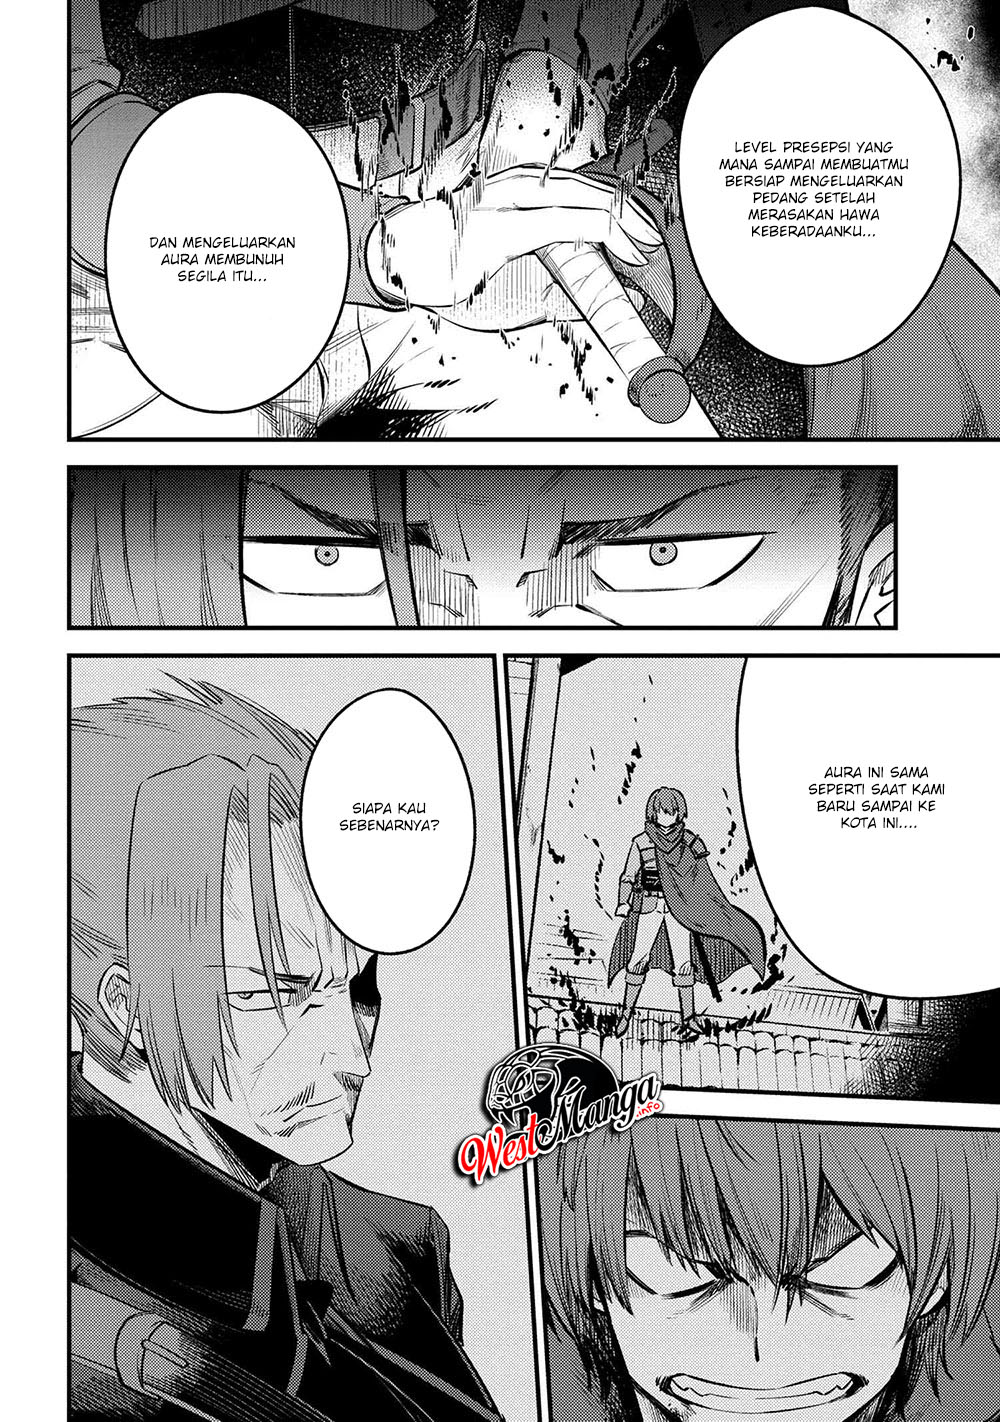 LEVEL PRESEPSI YANG
MANA SAMPAI MEMBUATMU
BERSIAP MENGELUARKAN
PEDANG SETELAH
MERASAKAN HAWA
KEBERADAANKU...
DAN MENGELUARKAN
AURA MEMBUNUH
SEGILA ITU...
AURA INI SAMA
SEPERTI SAAT KAMI
BARU SAMPAI KE
KOTA INI....
SIAPA KAU
SEBENARNYA?
WestManga
.info